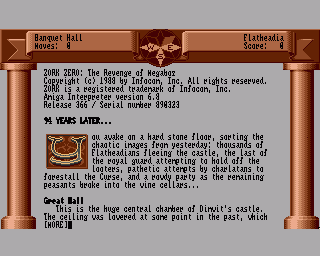 Banquet Hall
Flatheadia
Moves: 0
Score: 0
ZORK ZERO: The Revenge of Megaboz
Copyright (c) 1988 by Infocom, Inc. All rights reserved.
ZORK is a registered trademark of Infocom, Inc.
Amiga Interpreter version 6.8
Release 366 / Serial number 890323
94 YEARS LATER...
You awake on a hard stone floor, sorting the
chaotic images from yesterday: thousands of
Flatheadians fleeing the castle, the last of
the royal guard attempting to hold off the
looters, pathetic attempts by charlatans to
forestall the Curse, and a rowdy party as the remaining
peasants broke into the wine cellars...
Great Hall
This is the huge central chamber of Dimwit's castle.
The ceiling was lowered at some point in the past, which
[MORE]